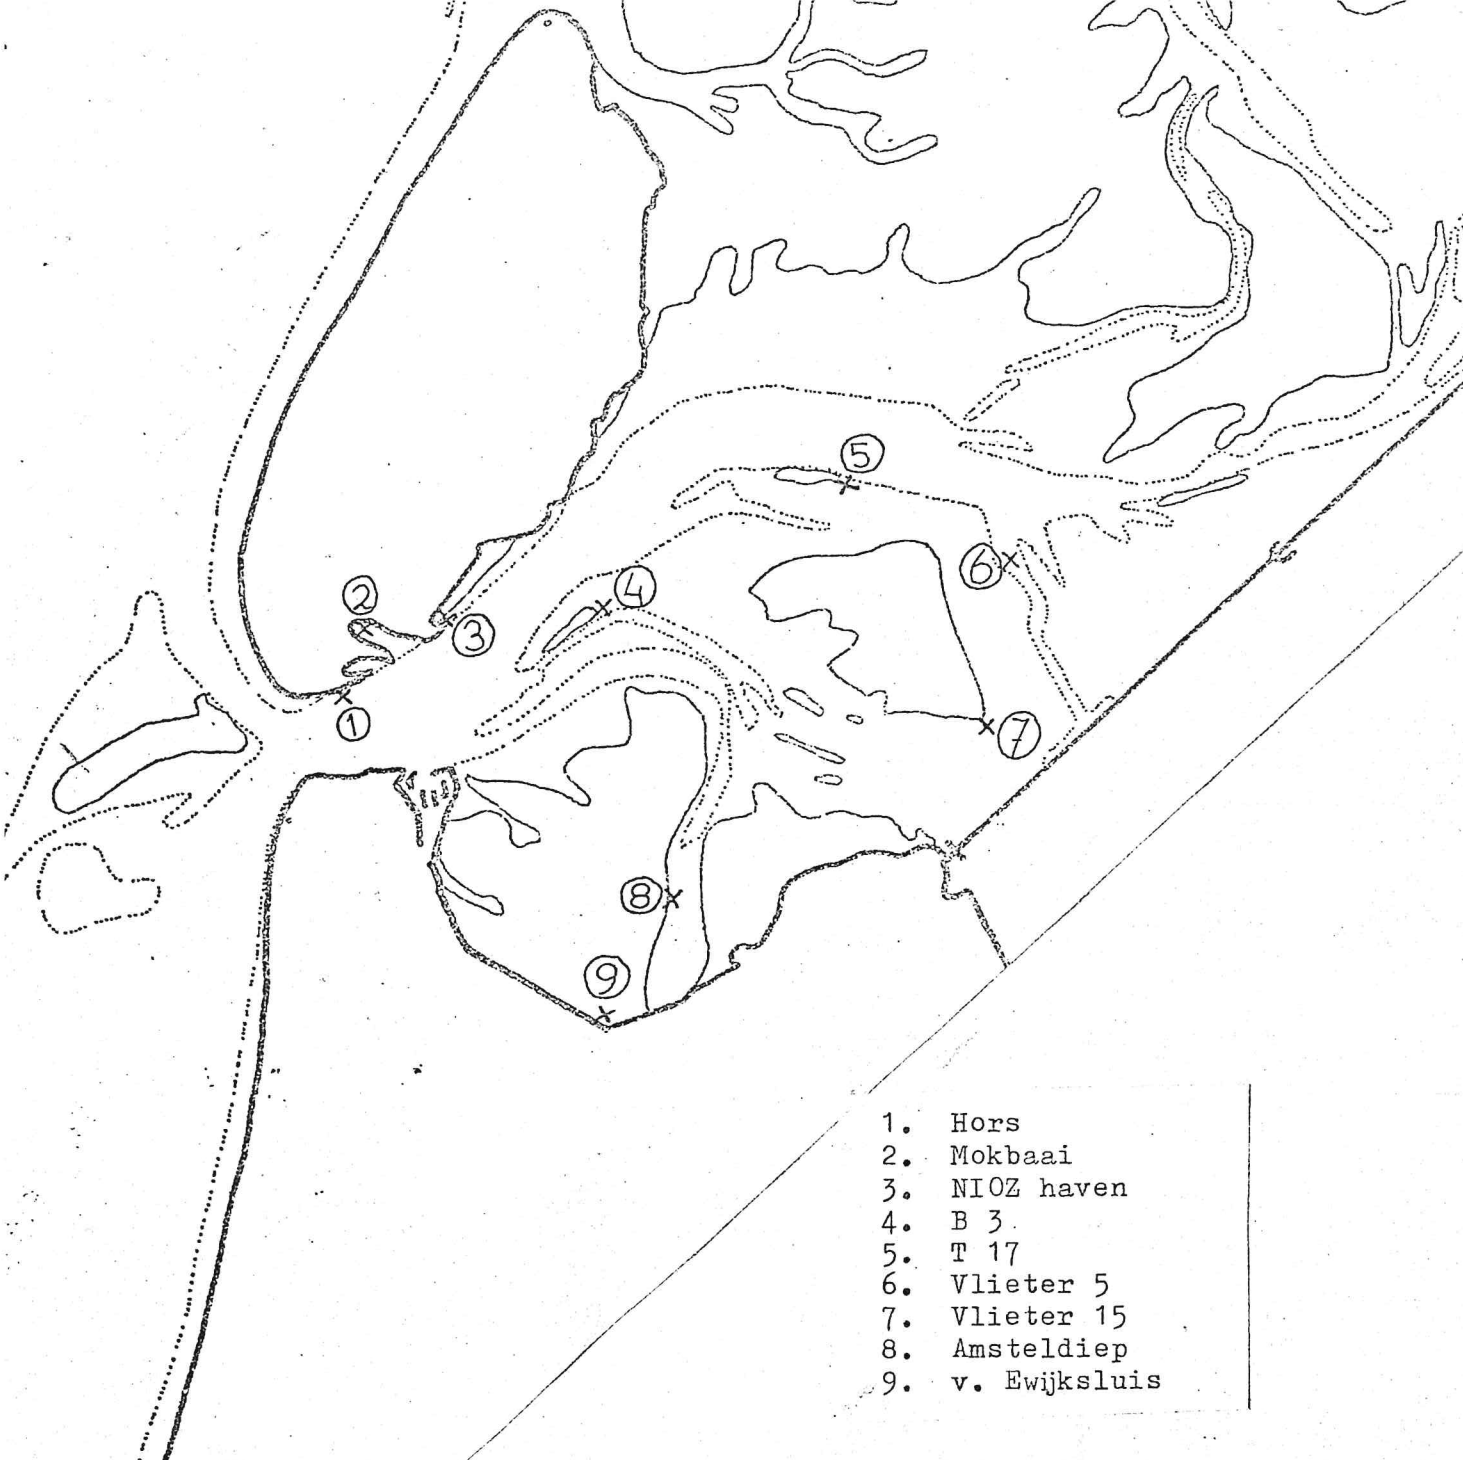 5
4
6
2
3
1
7
8
9
1. Hors
2. Mokbaai
3. NIOZ haven
4. B 3.
5. T 17
6. Vlieter 5
7. Vlieter 15
8. Amsteldiep
9. v. Ewijksluis